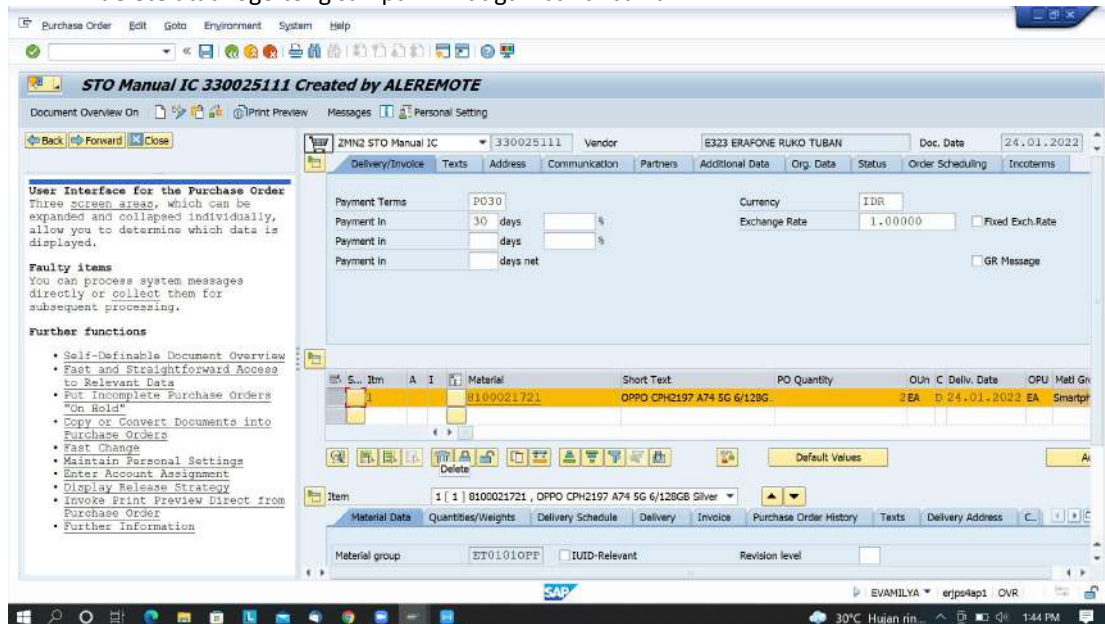 Purchase Order Edit Goto Environment System Help
STO Manual IC 330025111 Created by ALEREMOTE
Document Overview On Print Preview Messages Personal Setting
Back Forward Close
ZMN2 STO Manual IC 330025111 Vendor E323 ERAFONE RUKO TUBAN Doc. Date 24.01.2022
Delivery/Invoice Texts Address Communication Partners Additional Data Org. Data Status Order Scheduling Incoterms
Payment Terms PO30 Currency IDR
Payment in 30 days % Exchange Rate 1.00000 Fixed Exch.Rate
Payment in days %
Payment in days net GR Message
User Interface for the Purchase Order
Three screen areas, which can be
expanded and collapsed individually,
allow you to determine which data is
displayed.
Faulty items
You can process system messages
directly or collect them for
subsequent processing.
Further functions
• Self-Definable Document Overview
• Fast and Straightforward Access
to Relevant Data
• Put Incomplete Purchase Orders
"On Hold"
• Copy or Convert Documents into
Purchase Orders
• Fast Change
• Maintain Personal Settings
• Enter Account Assignment
• Display Release Strategy
• Invoke Print Preview Direct from
Purchase Order
• Further Information
S... Itm A I Material Short Text PO Quantity OUn C Deliv. Date OPU Matl Gr
1 8100021721 OPPO CPH2197 A74 5G 6/128G 2 EA D 24.01.2022 EA Smartph
Default Values
Delete
Item 1 [ 1 ] 8100021721 , OPPO CPH2197 A74 5G 6/128GB Silver
Material Data Quantities/Weights Delivery Schedule Delivery Invoice Purchase Order History Texts Delivery Address C...
Material group ET01010PP IUID-Relevant Revision level
SAP EVAMILYA erjps4ap1 OVR
30°C Hujan rin... 1:44 PM